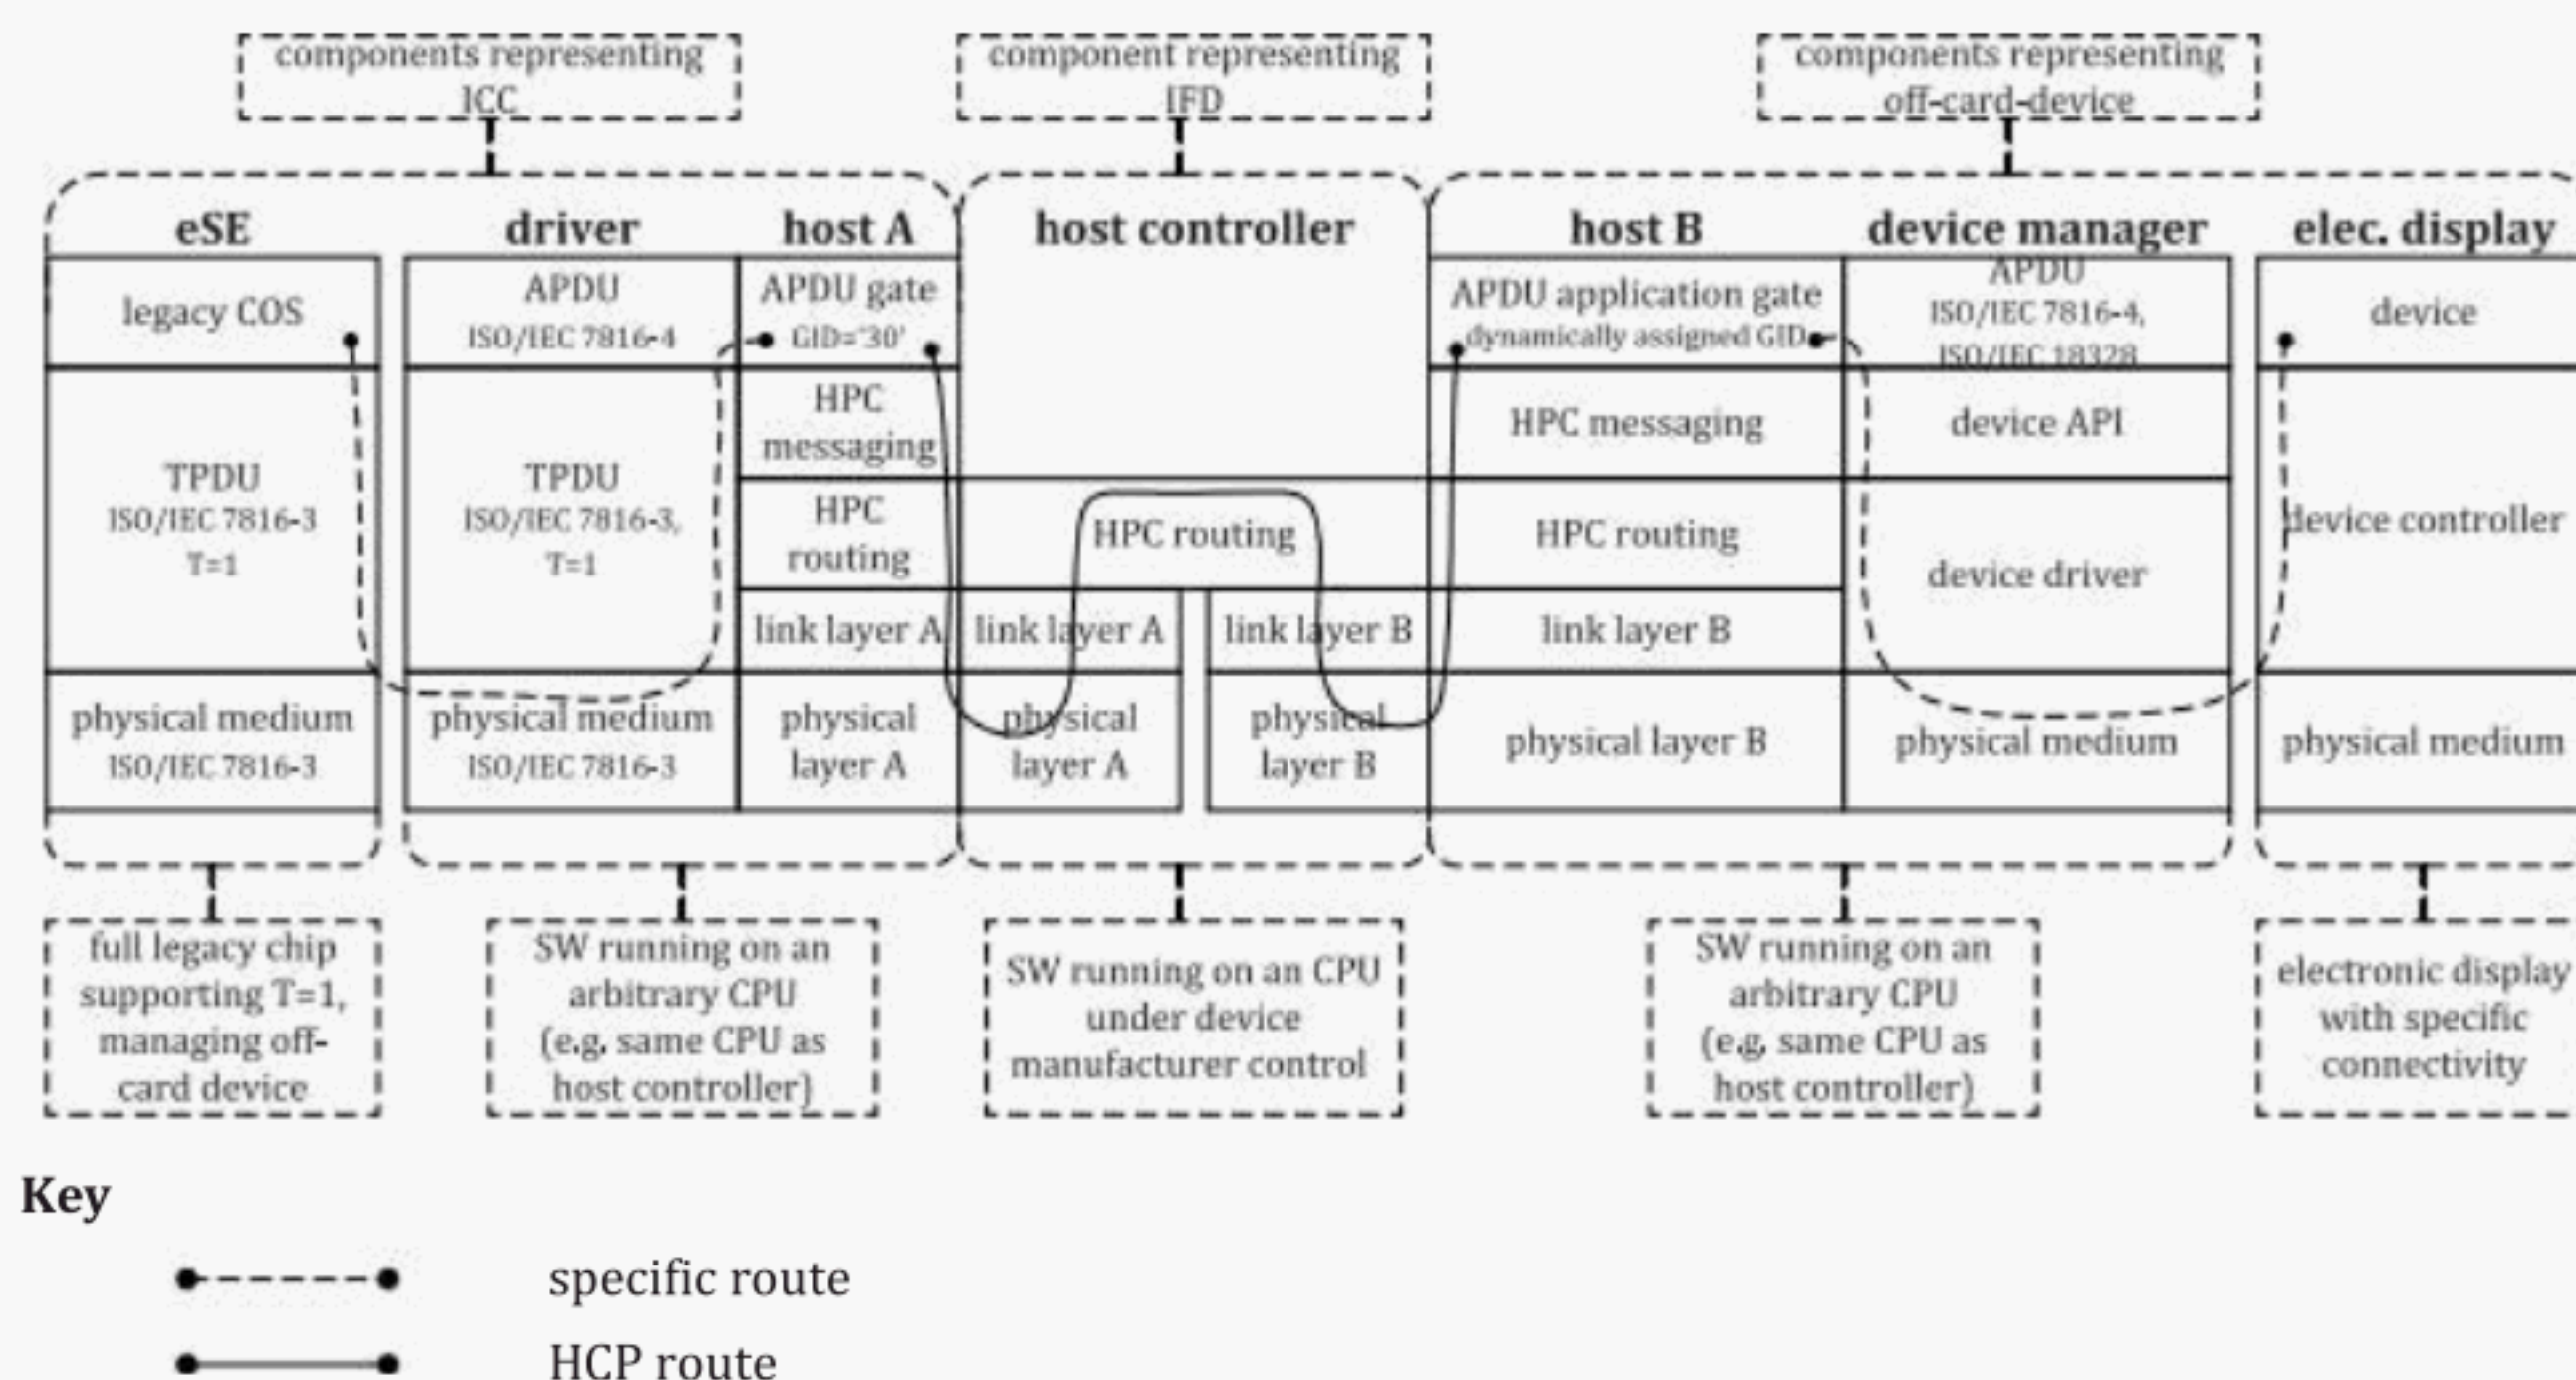 components representing
ICC
component representing
IFD
components representing
off-card-device
eSE
driver
host A
host controller
host B
device manager
elec. display
legacy COS
APDU
ISO/IEC 7816-4
APDU gate
GID='30'
APDU application gate
dynamically assigned GID
APDU
ISO/IEC 7816-4,
ISO/IEC 18328
device
TPDU
ISO/IEC 7816-3
T=1
TPDU
ISO/IEC 7816-3,
T=1
HPC
messaging
HPC messaging
device API
HPC
routing
HPC routing
HPC routing
device driver
device controller
link layer A
link layer A
link layer B
link layer B
physical medium
ISO/IEC 7816-3
physical medium
ISO/IEC 7816-3
physical
layer A
physical
layer A
physical
layer B
physical layer B
physical medium
physical medium
full legacy chip
supporting T=1,
managing off-
card device
SW running on an
arbitrary CPU
(e.g. same CPU as
host controller)
SW running on an CPU
under device
manufacturer control
SW running on an
arbitrary CPU
(e.g. same CPU as
host controller)
electronic display
with specific
connectivity
Key
specific route
HCP route